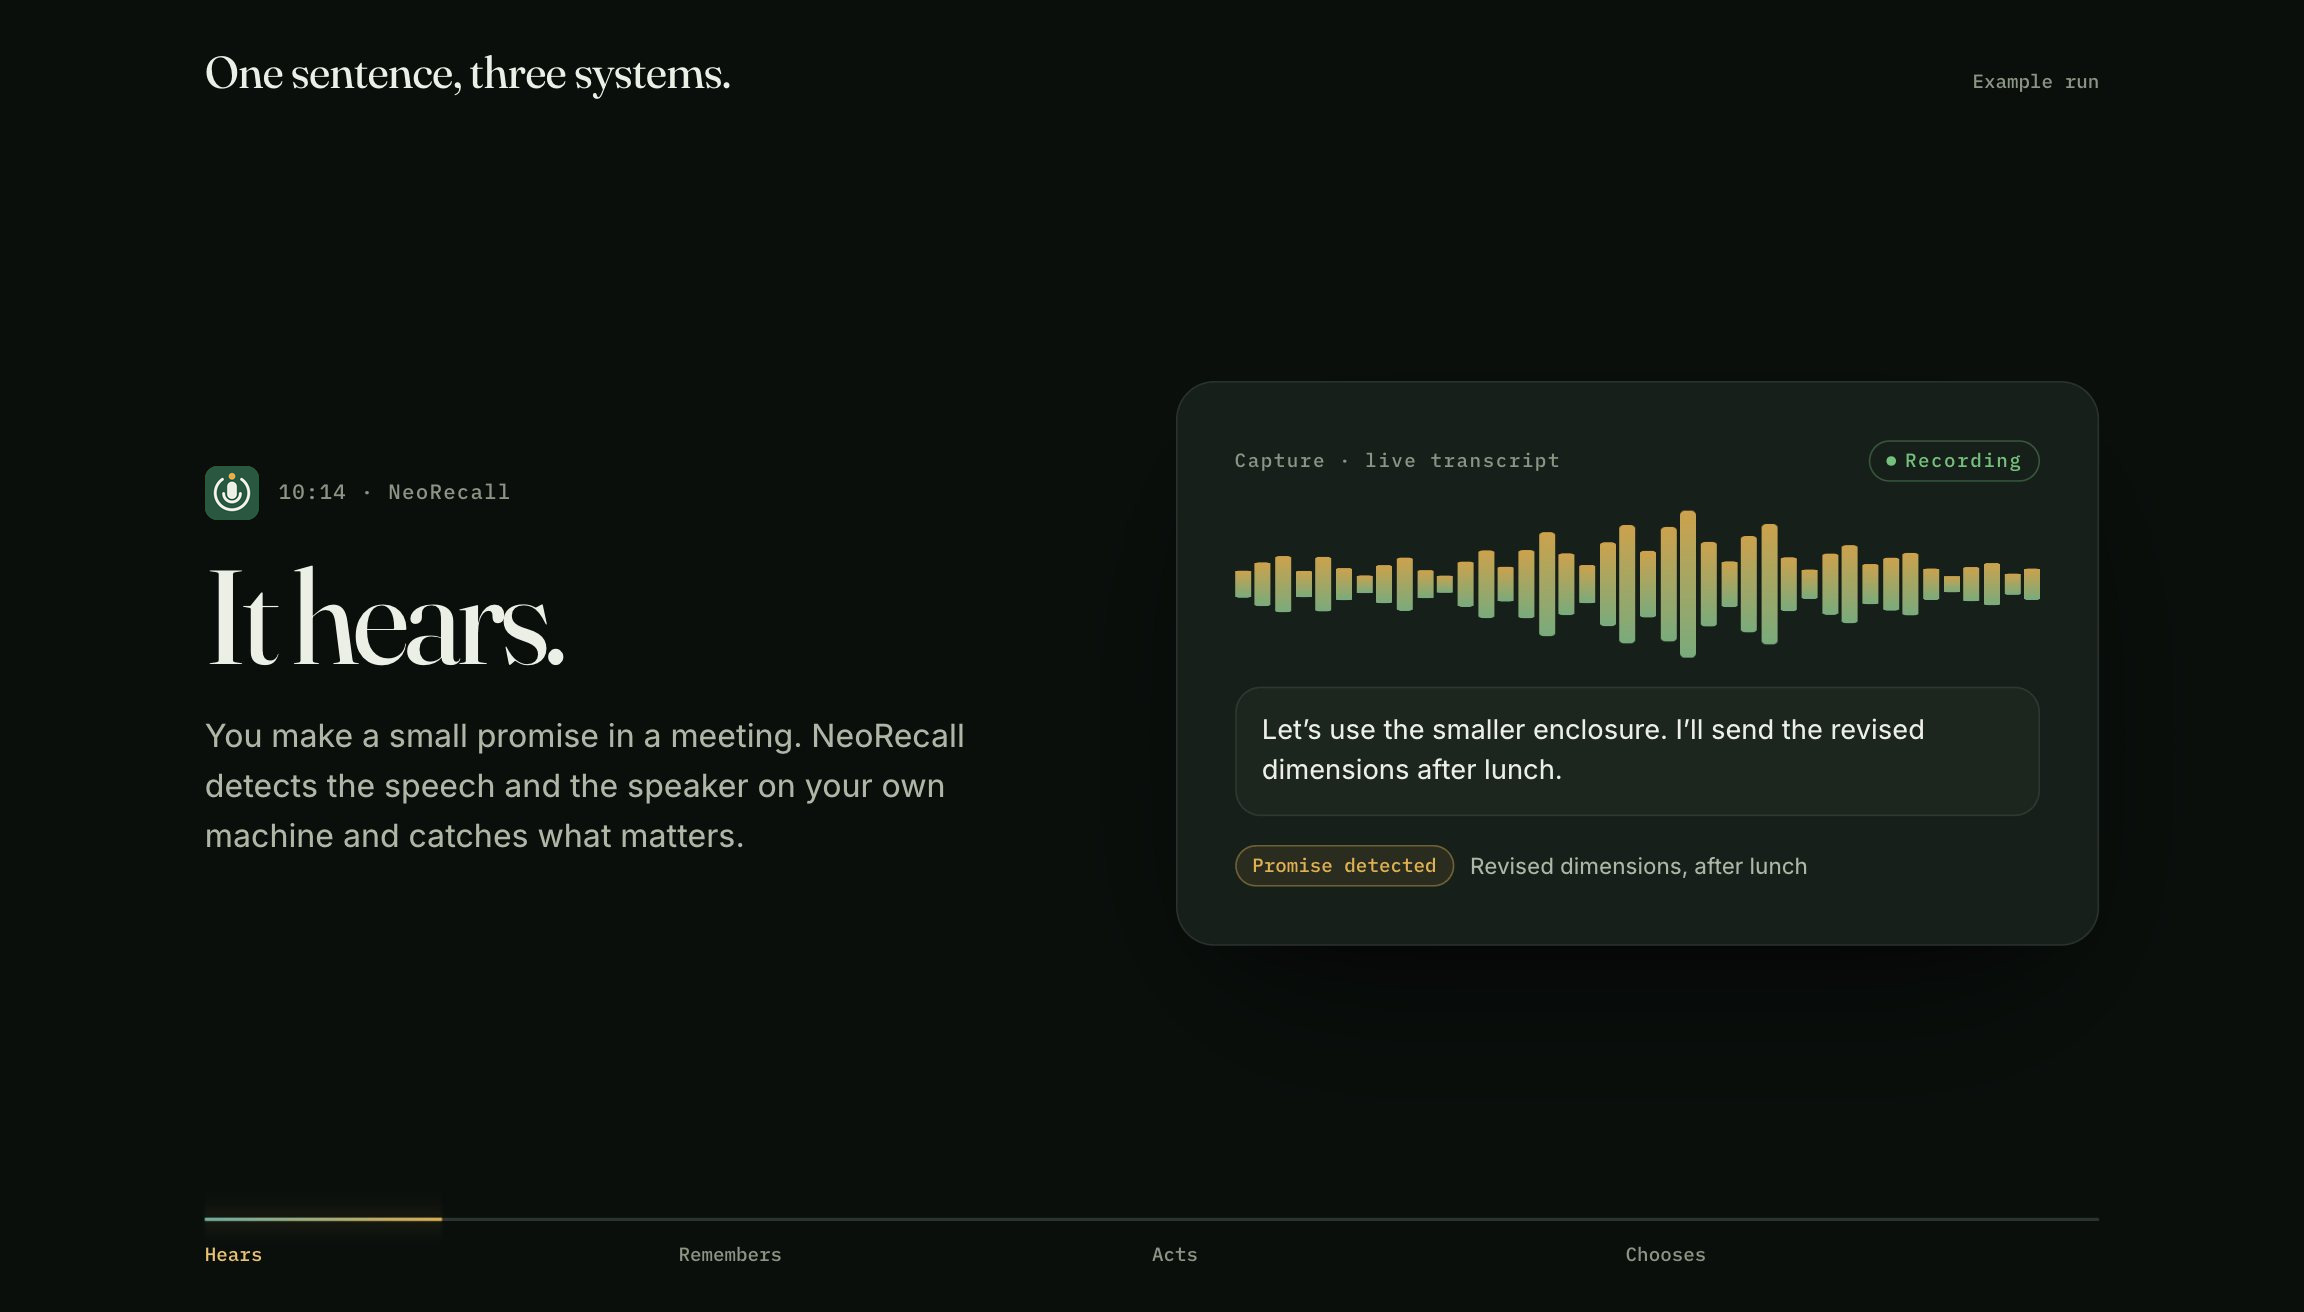 One sentence, three systems.
Example run
10:14 · NeoRecall
It hears.
You make a small promise in a meeting. NeoRecall
detects the speech and the speaker on your own
machine and catches what matters.
Capture · live transcript
Recording
Let’s use the smaller enclosure. I’ll send the revised
dimensions after lunch.
Promise detected
Revised dimensions, after lunch
Hears
Remembers
Acts
Chooses